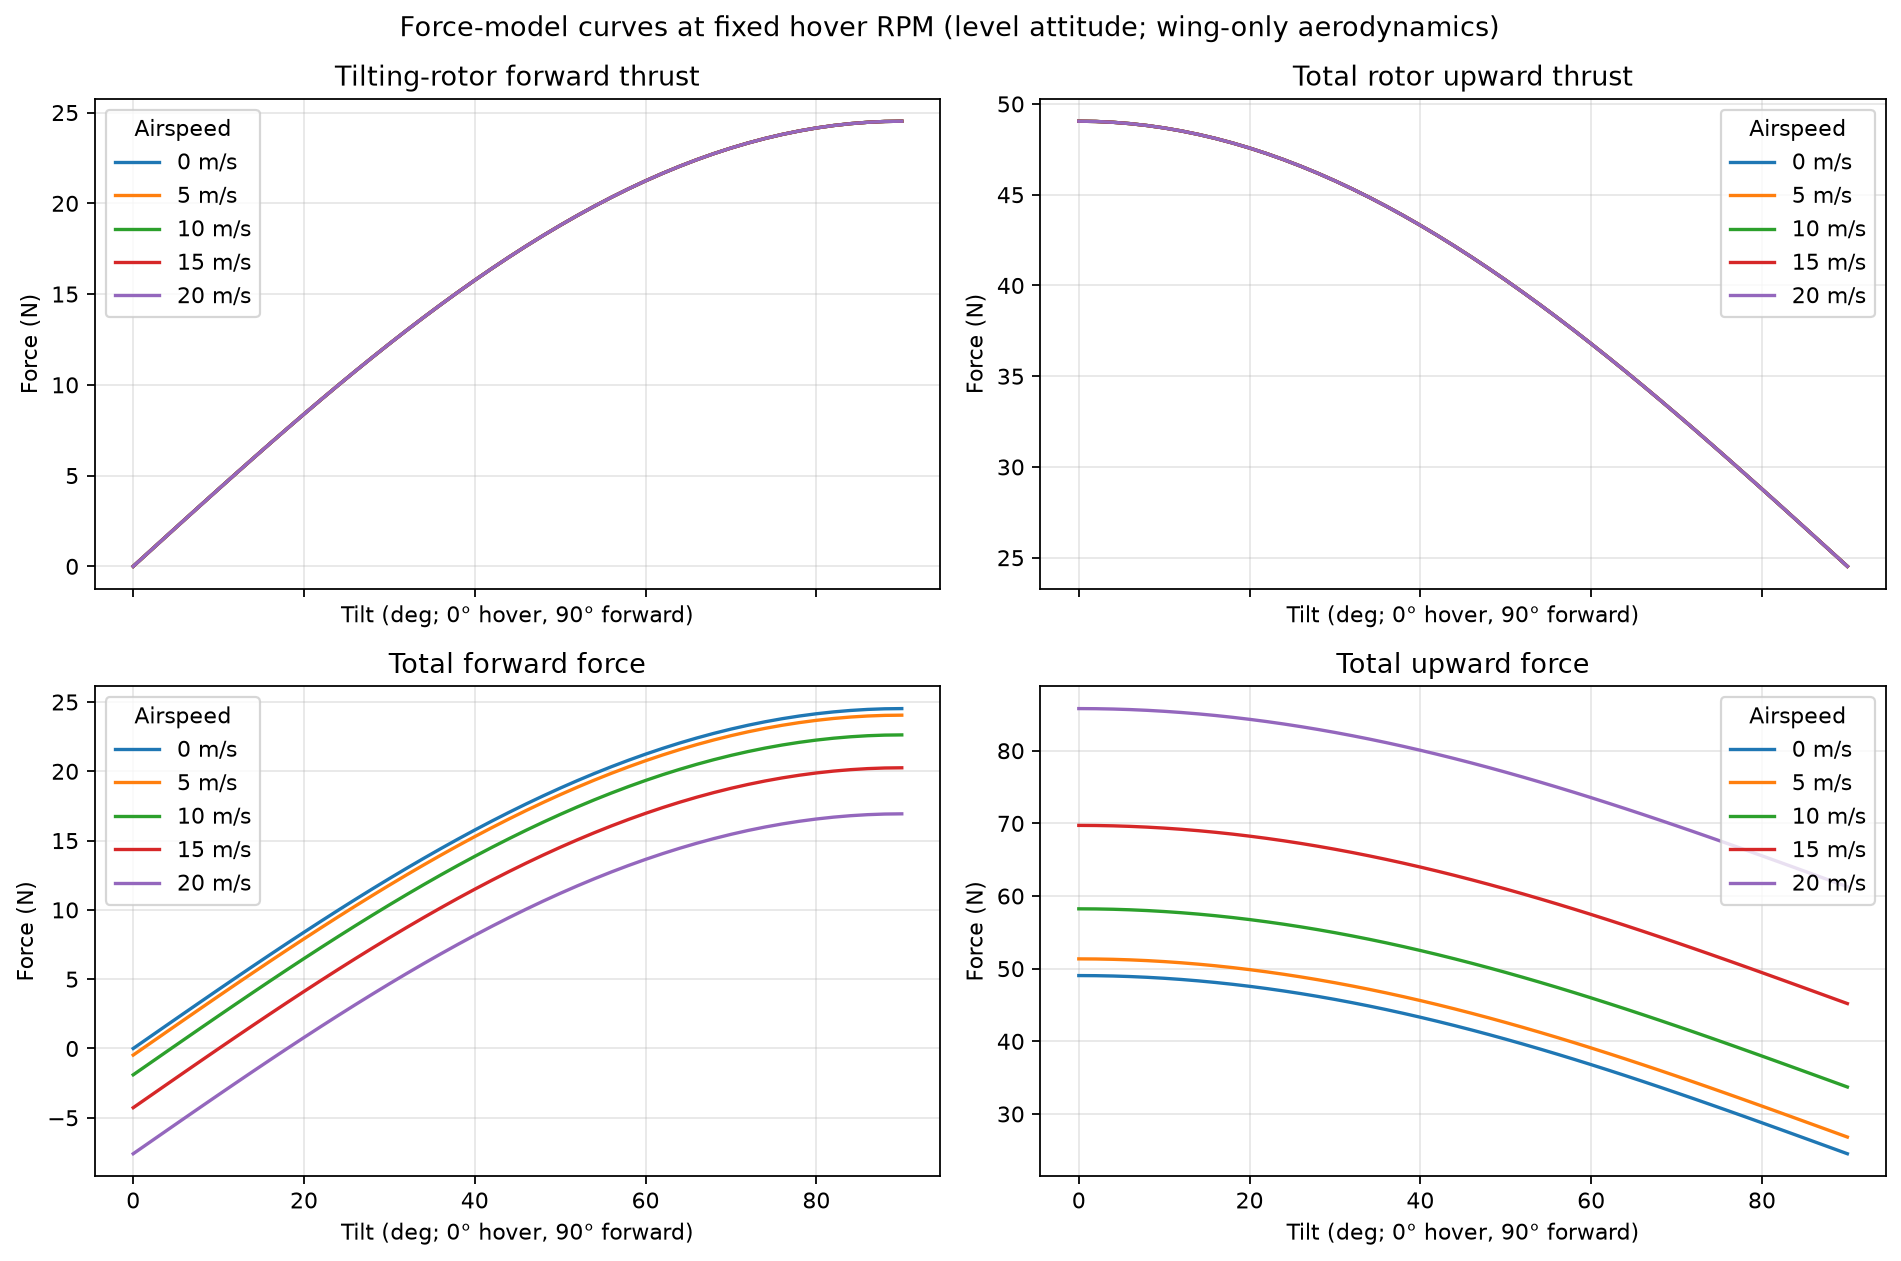 Force-model curves at fixed hover RPM (level attitude; wing-only aerodynamics)
Tilting-rotor forward thrust
Force (N)
25
20
15
10
5
0
Airspeed
0 m/s
5 m/s
10 m/s
15 m/s
20 m/s
Tilt (deg; 0° hover, 90° forward)
Total rotor upward thrust
Force (N)
50
45
40
35
30
25
Airspeed
0 m/s
5 m/s
10 m/s
15 m/s
20 m/s
Tilt (deg; 0° hover, 90° forward)
Total forward force
Force (N)
25
20
15
10
5
0
−5
Airspeed
0 m/s
5 m/s
10 m/s
15 m/s
20 m/s
0 20 40 60 80
Tilt (deg; 0° hover, 90° forward)
Total upward force
Force (N)
80
70
60
50
40
30
Airspeed
0 m/s
5 m/s
10 m/s
15 m/s
20 m/s
0 20 40 60 80
Tilt (deg; 0° hover, 90° forward)